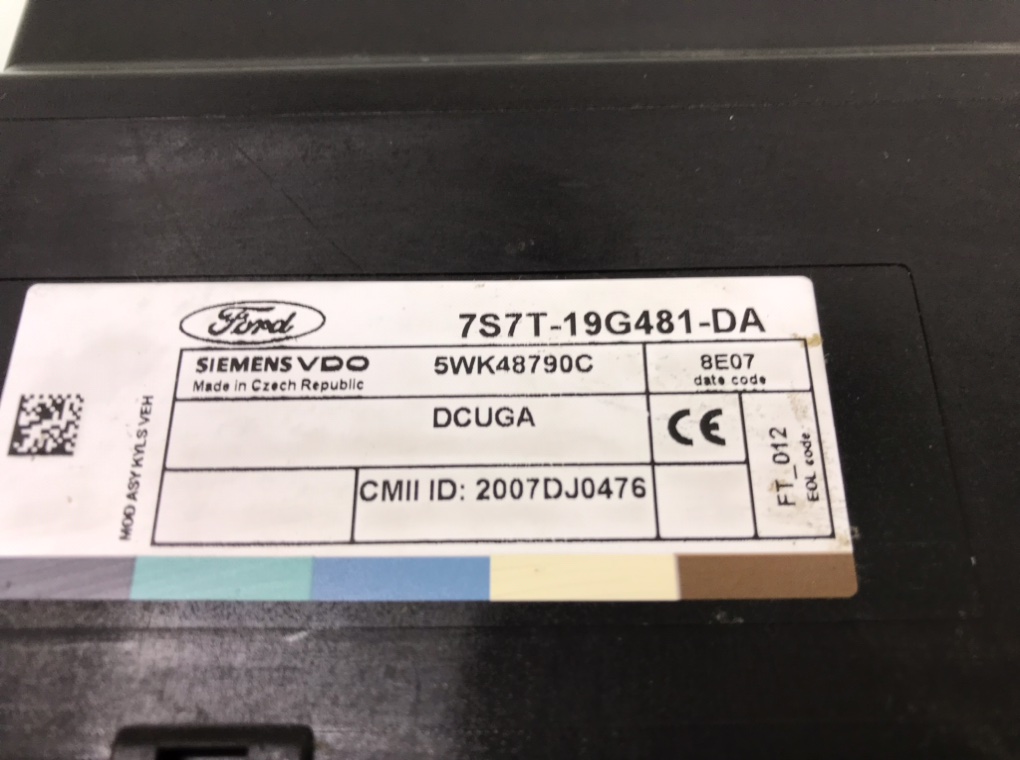 Ford
7S7T-19G481-DA
SIEMENS VDO
Made in Czech Republic
5WK48790C
8E07
date code
DCUGA
CE
CMII ID: 2007DJ0476
FT_012
EOL code
MOD ASY KYLS VEH